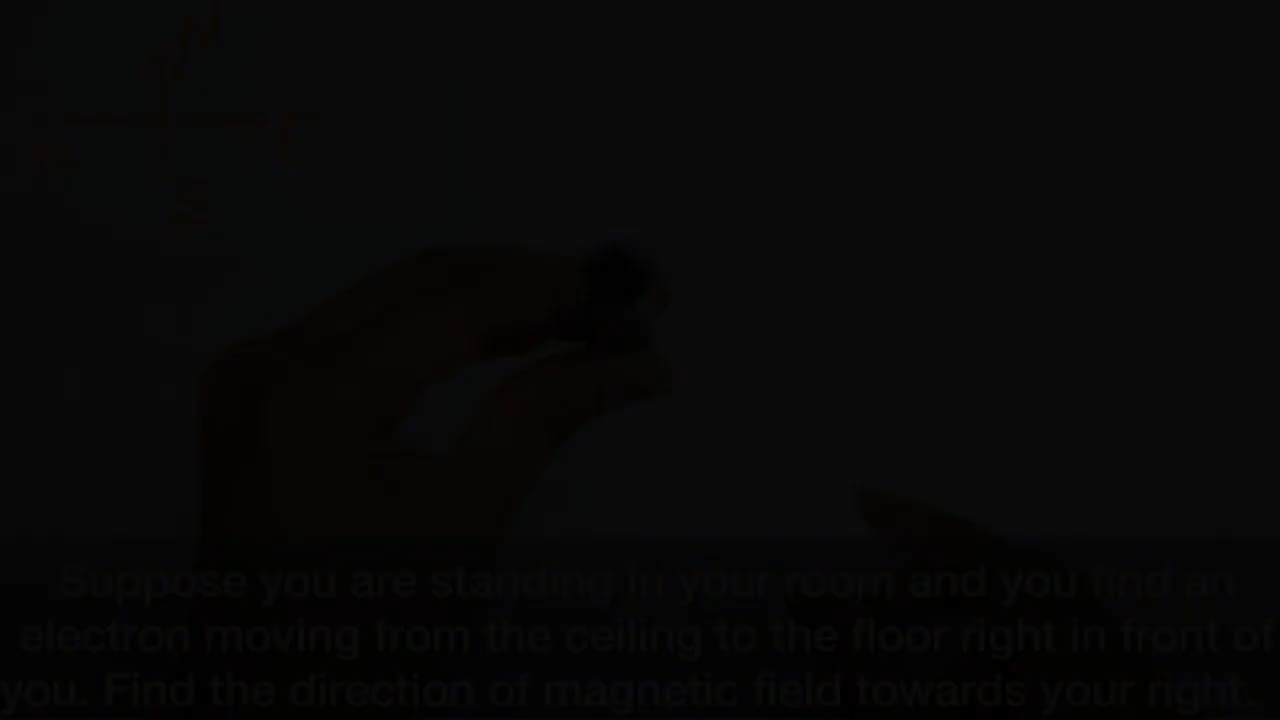 N
S
Suppose you are standing in your room and you find an
electron moving from the ceiling to the floor right in front of
you. Find the direction of magnetic field towards your right.